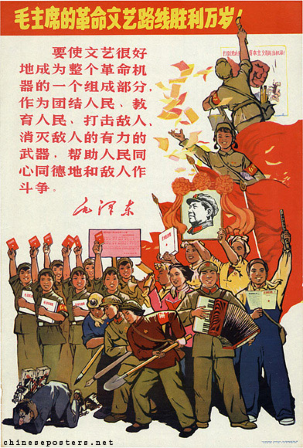 毛主席的革命文艺路线胜利万岁！
要使文艺很好
地成为整个革命机
器的一个组成部分，
作为团结人民、教
育人民、打击敌人、
消灭敌人的有力的
武器，帮助人民同
心同德地和敌人作
斗争。
毛泽东
chineseposters.net